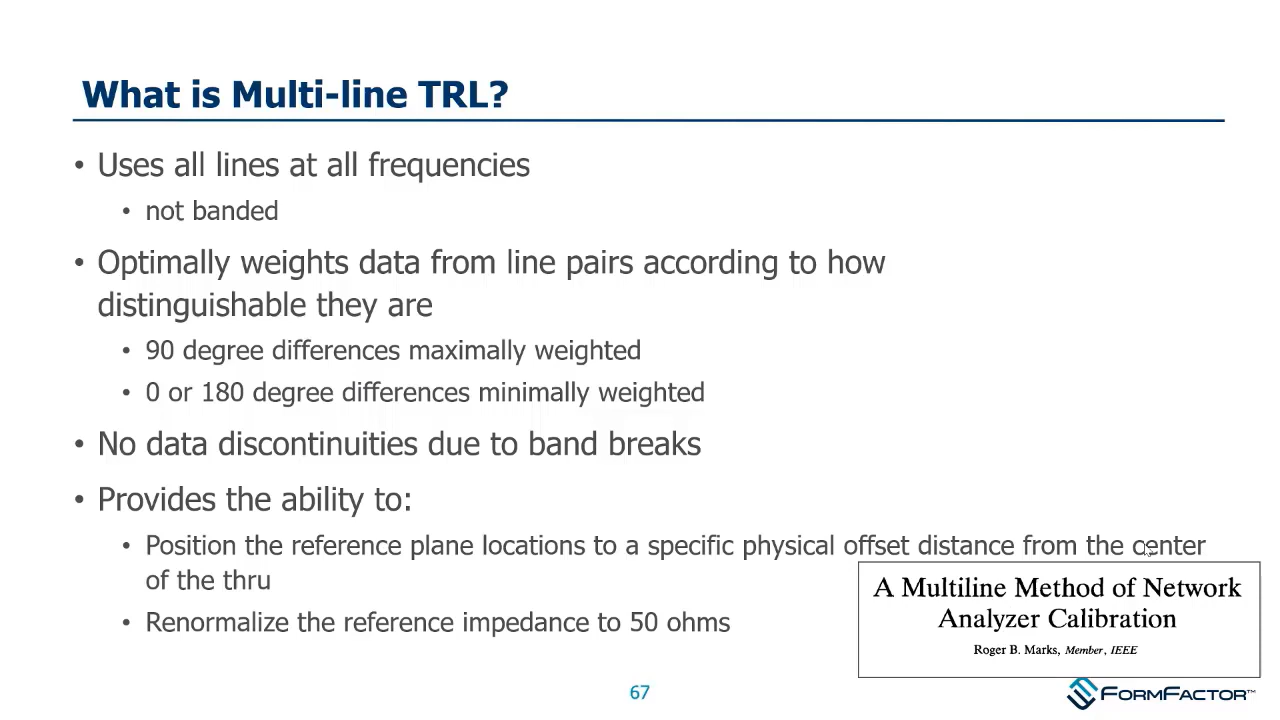 What is Multi-line TRL?
• Uses all lines at all frequencies
• not banded
• Optimally weights data from line pairs according to how
distinguishable they are
• 90 degree differences maximally weighted
• 0 or 180 degree differences minimally weighted
• No data discontinuities due to band breaks
• Provides the ability to:
• Position the reference plane locations to a specific physical offset distance from the center
of the thru
• Renormalize the reference impedance to 50 ohms
A Multiline Method of Network
Analyzer Calibration
Roger B. Marks, Member, IEEE
67
FORMFACTOR™